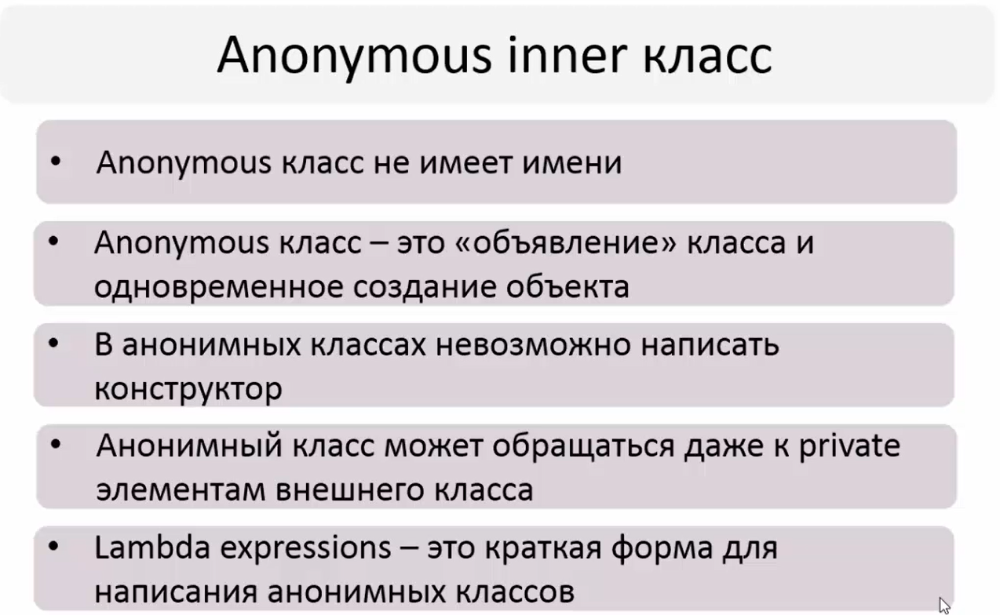 Anonymous inner класс
• Anonymous класс не имеет имени
• Anonymous класс – это «объявление» класса и
одновременное создание объекта
• В анонимных классах невозможно написать
конструктор
• Анонимный класс может обращаться даже к private
элементам внешнего класса
• Lambda expressions – это краткая форма для
написания анонимных классов